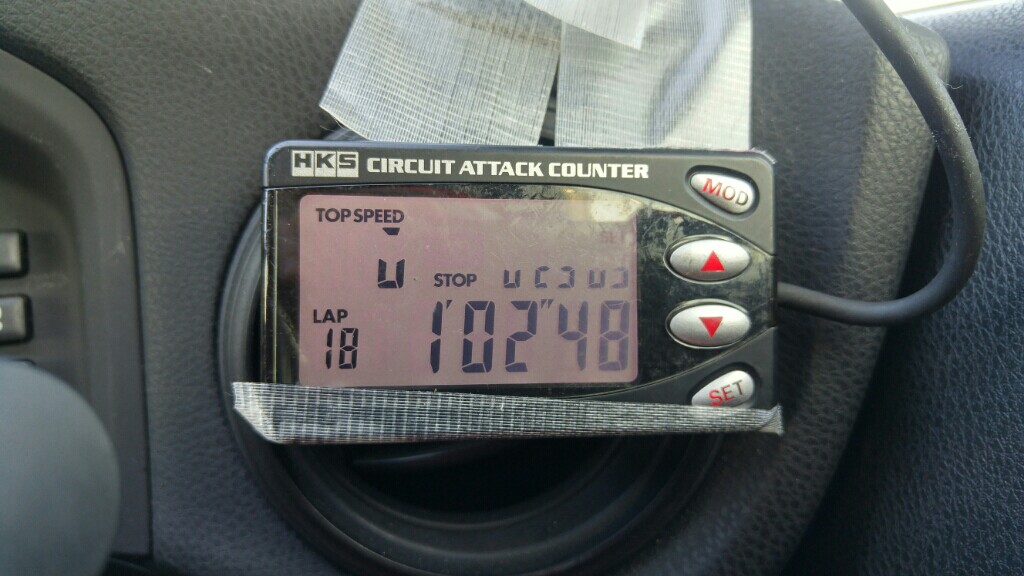 HKS CIRCUIT ATTACK COUNTER
MOD
TOP SPEED
STOP
LAP
18
1'02"48
SET